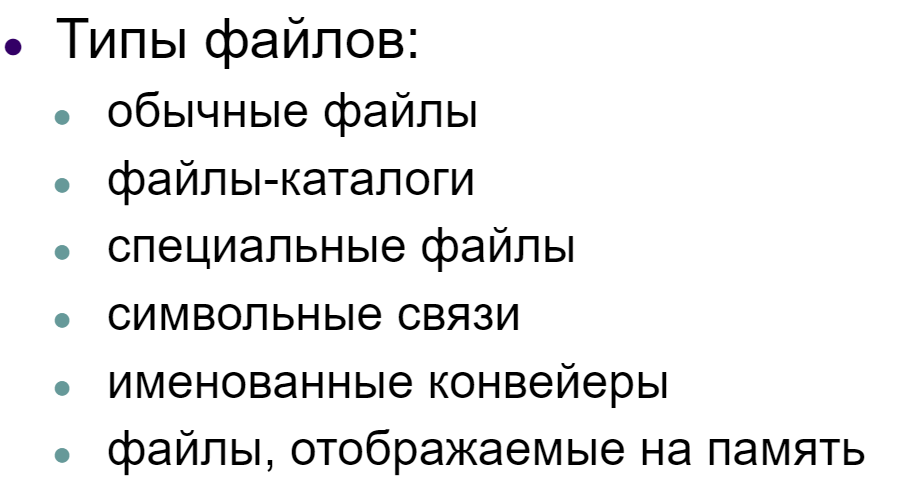 Типы файлов:
обычные файлы
файлы-каталоги
специальные файлы
символьные связи
именованные конвейеры
файлы, отображаемые на память